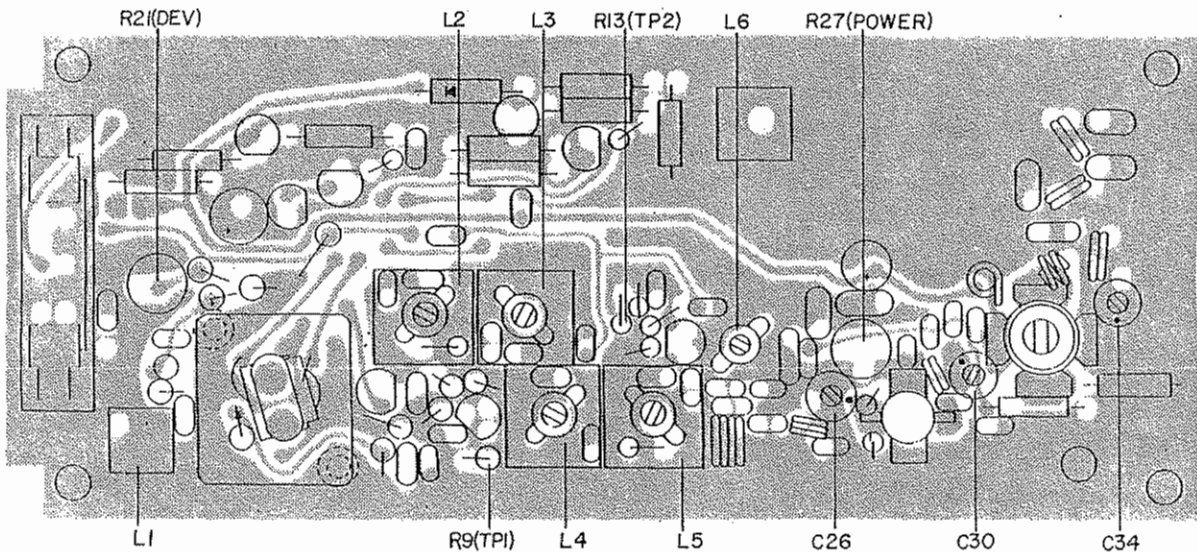 R21(DEV) L2 L3 R13(TP2) L6 R27(POWER)
L1 R9(TP1) L4 L5 C26 C30 C34